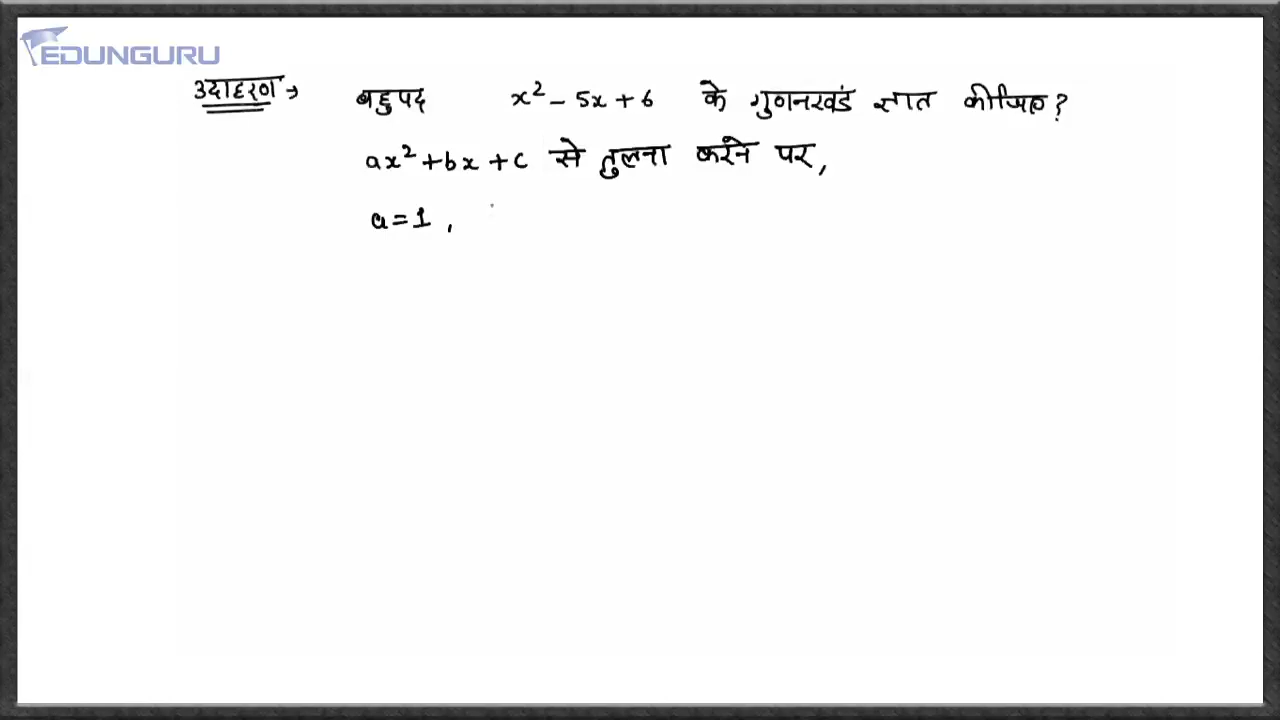 EDUNGURU
उदाहरण → बहुपद x² - 5x + 6 के गुणनखंड ज्ञात कीजिए ?
ax² + bx + c से तुलना करने पर,
a = 1 ,